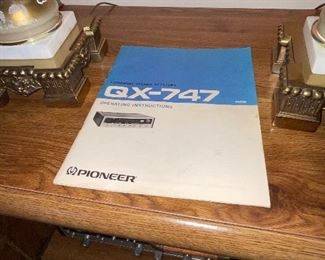 QX-747
OPERATING INSTRUCTIONS
PIONEER